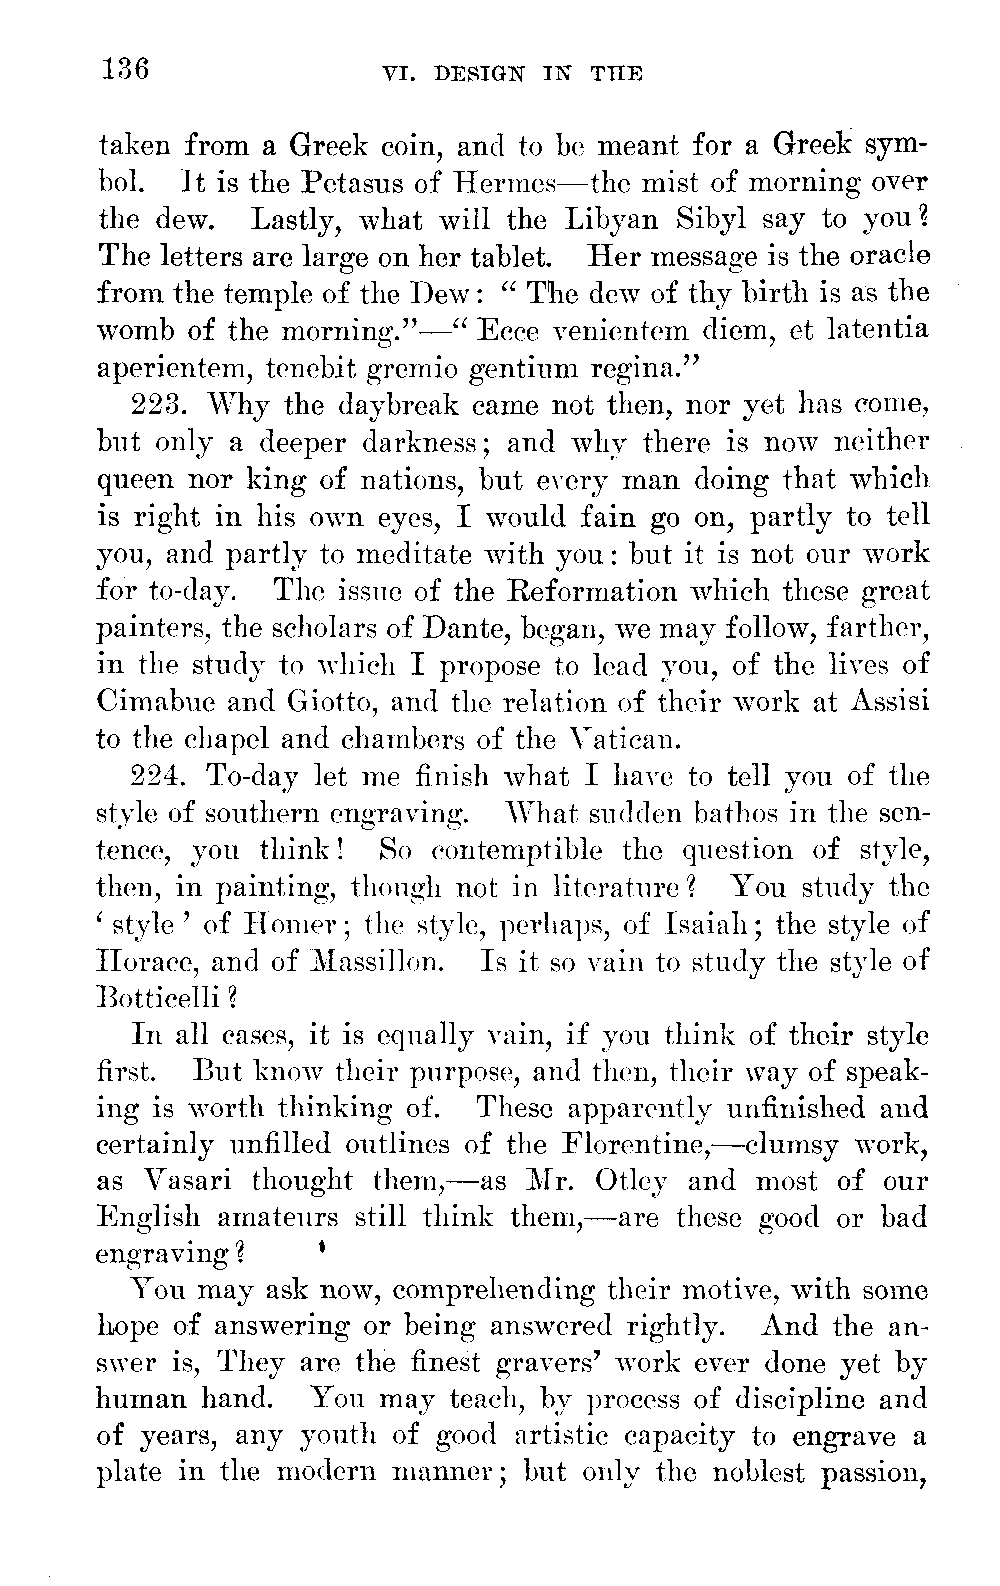 136 VI. DESIGN IN THE
taken from a Greek coin, and to be meant for a Greek sym-
bol. It is the Petasus of Hermes—the mist of morning over
the dew. Lastly, what will the Libyan Sibyl say to you?
The letters are large on her tablet. Her message is the oracle
from the temple of the Dew: “ The dew of thy birth is as the
womb of the morning.”—“ Ecce venientem diem, et latentia
aperientem, tenebit gremio gentium regina.”
223. Why the daybreak came not then, nor yet has come,
but only a deeper darkness; and why there is now neither
queen nor king of nations, but every man doing that which
is right in his own eyes, I would fain go on, partly to tell
you, and partly to meditate with you: but it is not our work
for to-day. The issue of the Reformation which these great
painters, the scholars of Dante, began, we may follow, farther,
in the study to which I propose to lead you, of the lives of
Cimabue and Giotto, and the relation of their work at Assisi
to the chapel and chambers of the Vatican.
224. To-day let me finish what I have to tell you of the
style of southern engraving. What sudden bathos in the sen-
tence, you think! So contemptible the question of style,
then, in painting, though not in literature? You study the
‘ style ’ of Homer; the style, perhaps, of Isaiah; the style of
Horace, and of Massillon. Is it so vain to study the style of
Botticelli?
In all cases, it is equally vain, if you think of their style
first. But know their purpose, and then, their way of speak-
ing is worth thinking of. These apparently unfinished and
certainly unfilled outlines of the Florentine,—clumsy work,
as Vasari thought them,—as Mr. Otley and most of our
English amateurs still think them,—are these good or bad
engraving?
You may ask now, comprehending their motive, with some
hope of answering or being answered rightly. And the an-
swer is, They are the finest gravers’ work ever done yet by
human hand. You may teach, by process of discipline and
of years, any youth of good artistic capacity to engrave a
plate in the modern manner; but only the noblest passion,